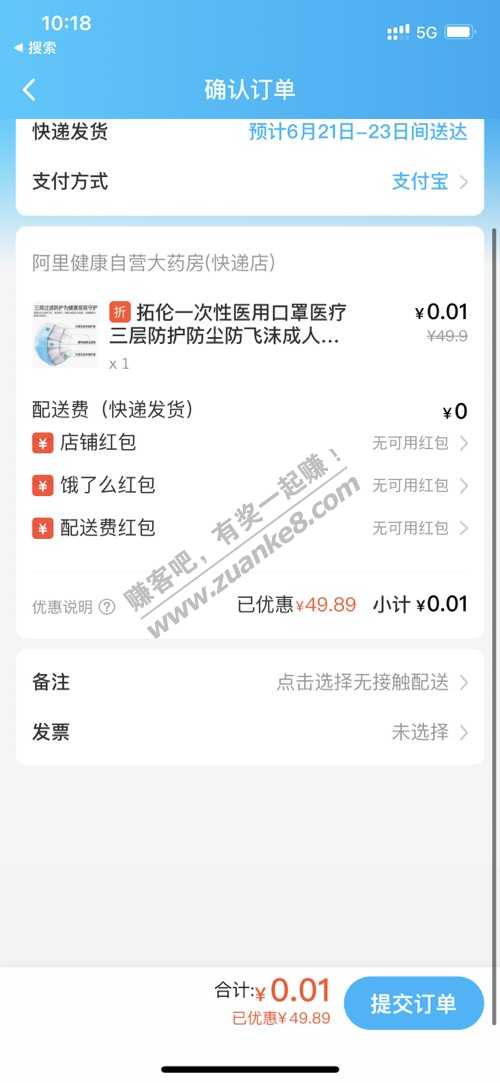 10:18
5G
◀ 搜索
确认订单
快递发货 预计6月21日-23日间送达
支付方式 支付宝
阿里健康自营大药房(快递店)
三层过滤防护为健康保驾守护
折 拓伦一次性医用口罩医疗 ¥0.01
三层防护防尘防飞沫成人... ¥49.9
x 1
配送费（快递发货） ¥0
¥ 店铺红包 无可用红包
¥ 饿了么红包 无可用红包
¥ 配送费红包 无可用红包
赚客吧，有奖一起赚！
www.zuanke8.com
优惠说明 ? 已优惠¥49.89 小计 ¥0.01
备注 点击选择无接触配送
发票 未选择
合计:¥0.01
已优惠¥49.89
提交订单